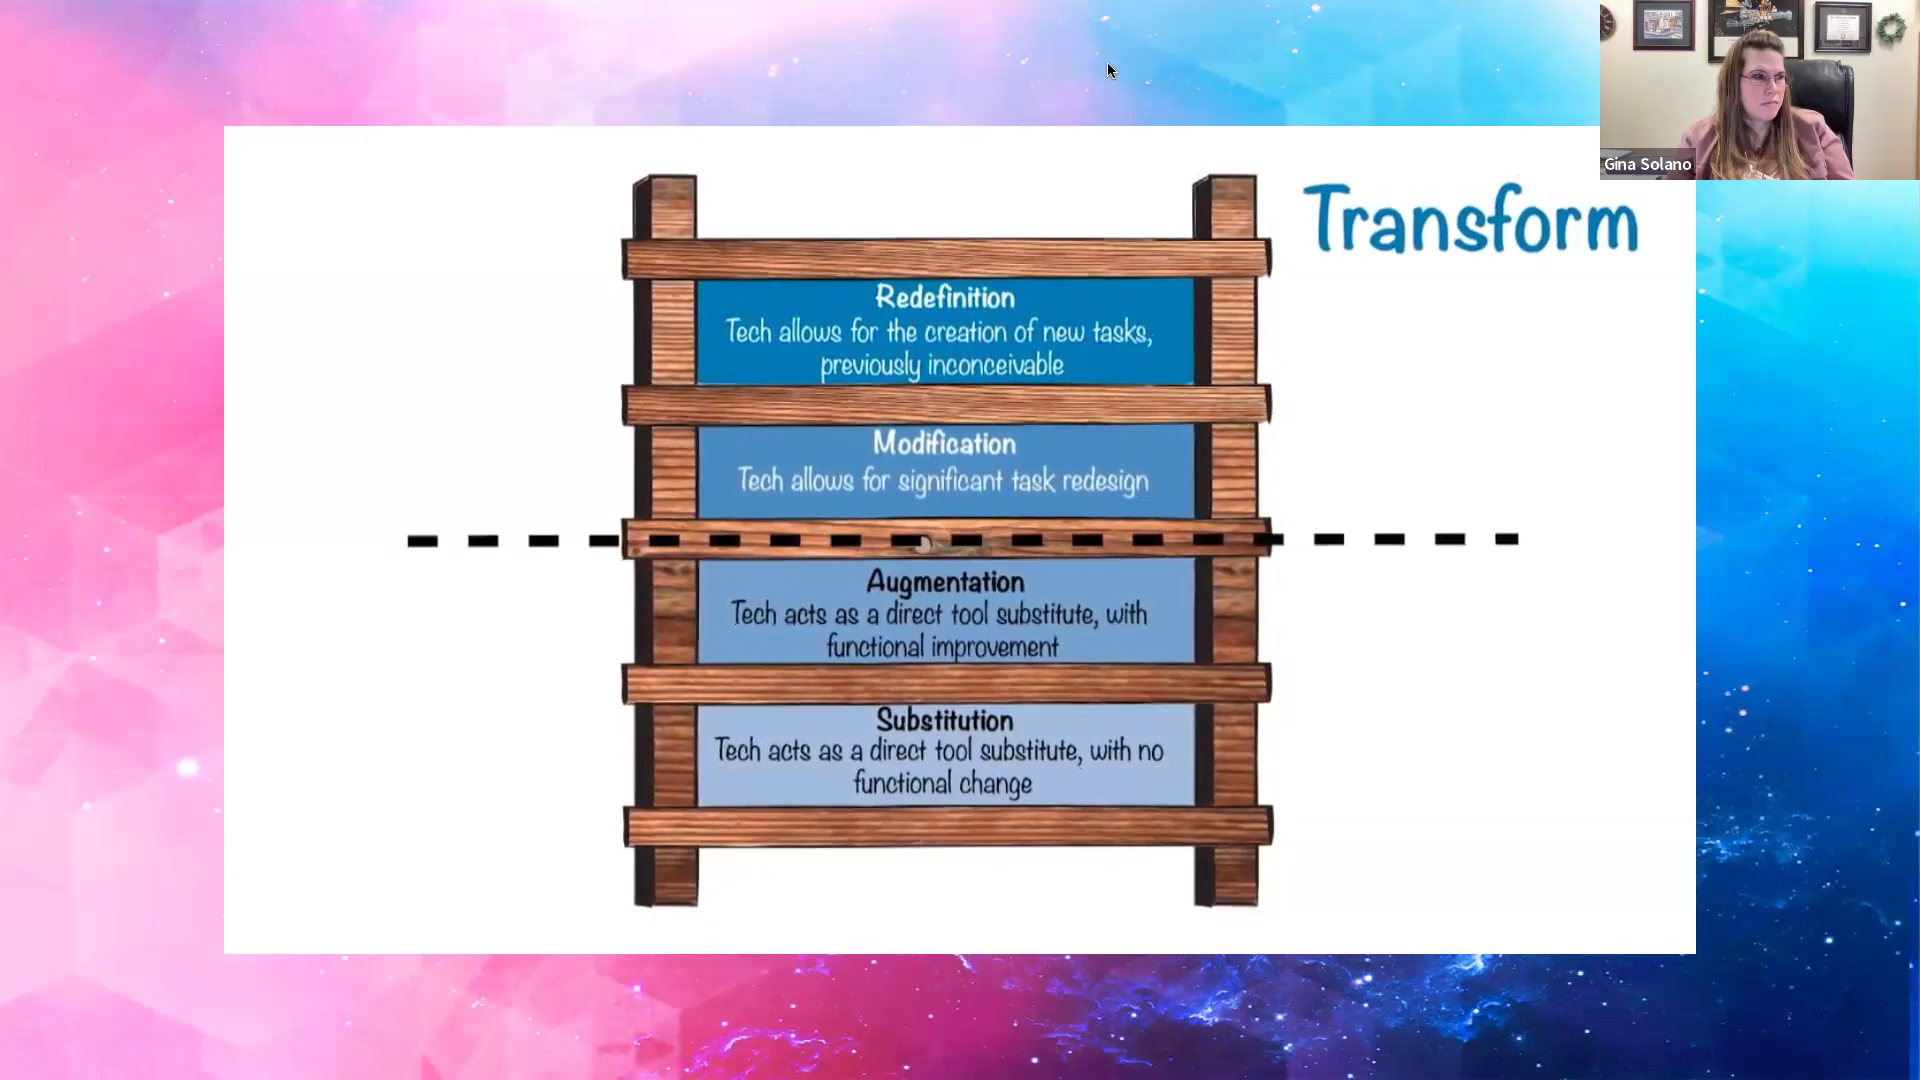 Gina Solano
Transform
Redefinition
Tech allows for the creation of new tasks,
previously inconceivable
Modification
Tech allows for significant task redesign
Augmentation
Tech acts as a direct tool substitute, with
functional improvement
Substitution
Tech acts as a direct tool substitute, with no
functional change